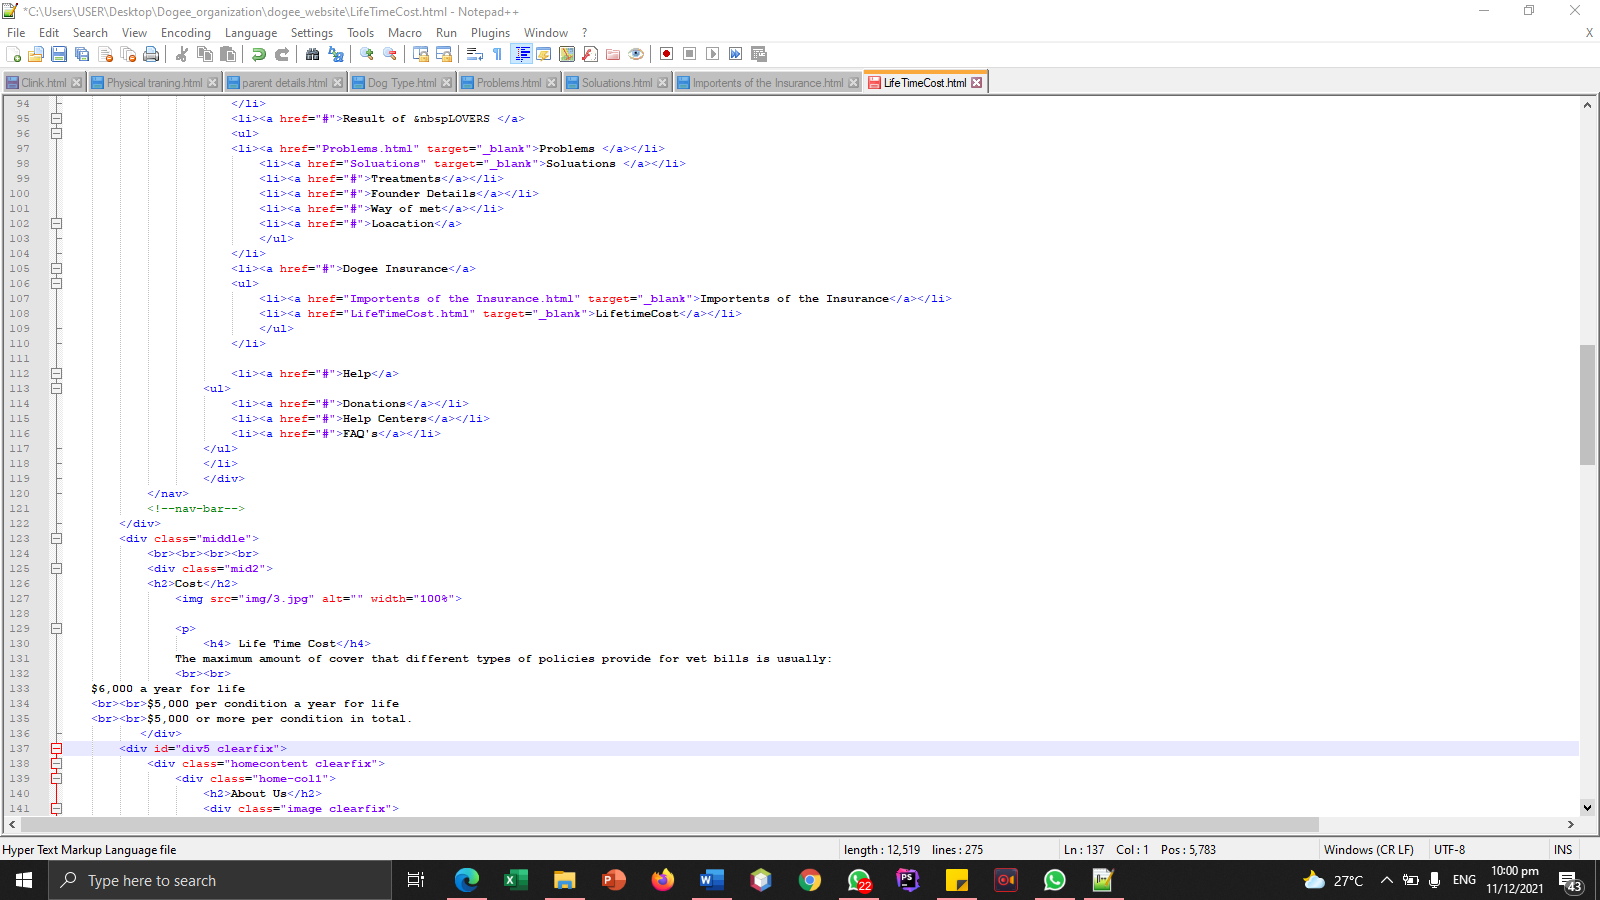 *C:\Users\USER\Desktop\Dogee_organization\dogee_website\LifeTimeCost.html - Notepad++
File Edit Search View Encoding Language Settings Tools Macro Run Plugins Window ? X
Clink.html Physical traning.html parent details.html Dog Type.html Problems.html Soluations.html Importents of the Insurance.html LifeTimeCost.html
94 </li>
95 <li><a href="#">Result of &nbspLOVERS </a>
96 <ul>
97 <li><a href="Problems.html" target="_blank">Problems </a></li>
98 <li><a href="Soluations" target="_blank">Soluations </a></li>
99 <li><a href="#">Treatments</a></li>
100 <li><a href="#">Founder Details</a></li>
101 <li><a href="#">Way of met</a></li>
102 <li><a href="#">Loacation</a>
103 </ul>
104 </li>
105 <li><a href="#">Dogee Insurance</a>
106 <ul>
107 <li><a href="Importents of the Insurance.html" target="_blank">Importents of the Insurance</a></li>
108 <li><a href="LifeTimeCost.html" target="_blank">LifetimeCost</a></li>
109 </ul>
110 </li>
111
112 <li><a href="#">Help</a>
113 <ul>
114 <li><a href="#">Donations</a></li>
115 <li><a href="#">Help Centers</a></li>
116 <li><a href="#">FAQ's</a></li>
117 </ul>
118 </li>
119 </div>
120 </nav>
121 <!--nav-bar-->
122 </div>
123 <div class="middle">
124 <br><br><br><br>
125 <div class="mid2">
126 <h2>Cost</h2>
127 <img src="img/3.jpg" alt="" width="100%">
128
129 <p>
130 <h4> Life Time Cost</h4>
131 The maximum amount of cover that different types of policies provide for vet bills is usually:
132 <br><br>
133 $6,000 a year for life
134 <br><br>$5,000 per condition a year for life
135 <br><br>$5,000 or more per condition in total.
136 </div>
137 <div id="div5 clearfix">
138 <div class="homecontent clearfix">
139 <div class="home-col1">
140 <h2>About Us</h2>
141 <div class="image clearfix">
Hyper Text Markup Language file length : 12,519 lines : 275 Ln : 137 Col : 1 Pos : 5,783 Windows (CR LF) UTF-8 INS
Type here to search 22 PS 27°C ENG 10:00 pm
11/12/2021 43